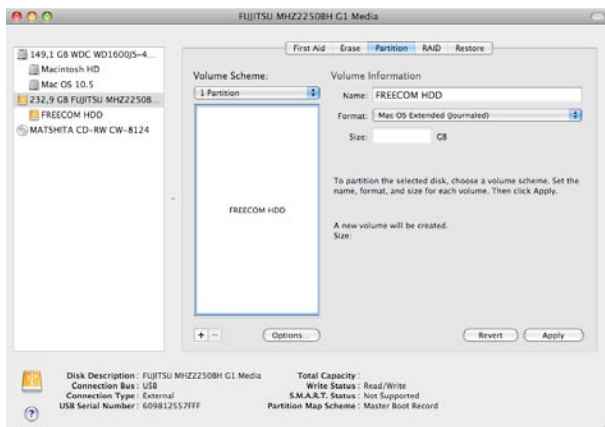 FUJITSU MHZ2250BH G1 Media
149,1 GB WDC WD1600JS-4...
Macintosh HD
Mac OS 10.5
232,9 GB FUJITSU MHZ2250B...
FREECOM HDD
MATSHITA CD-RW CW-8124
First Aid Erase Partition RAID Restore
Volume Scheme:
1 Partition
FREECOM HDD
+ − Options...
Volume Information
Name: FREECOM HDD
Format: Mac OS Extended (Journaled)
Size: GB
To partition the selected disk, choose a volume scheme. Set the
name, format, and size for each volume. Then click Apply.
A new volume will be created.
Size:
Revert Apply
Disk Description : FUJITSU MHZ2250BH G1 Media
Connection Bus : USB
Connection Type : External
USB Serial Number : 609812557FFF
Total Capacity :
Write Status : Read/Write
S.M.A.R.T. Status : Not Supported
Partition Map Scheme : Master Boot Record
?